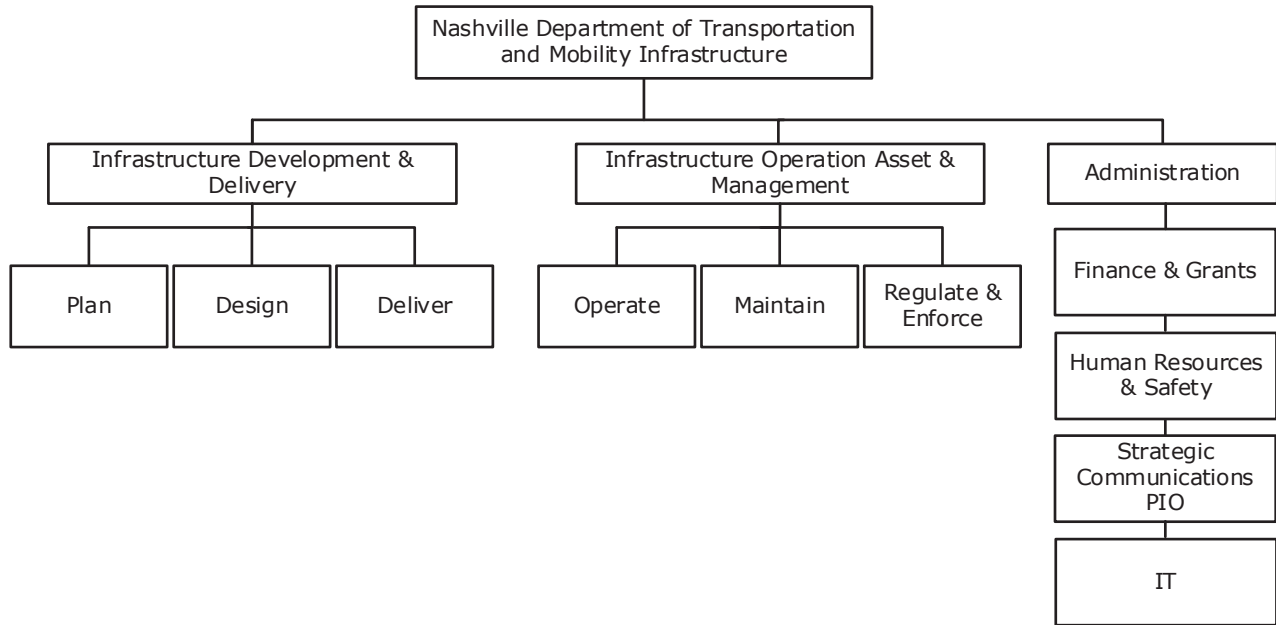 Nashville Department of Transportation
and Mobility Infrastructure
Infrastructure Development &
Delivery
Infrastructure Operation Asset &
Management
Administration
Plan
Design
Deliver
Operate
Maintain
Regulate &
Enforce
Finance & Grants
Human Resources
& Safety
Strategic
Communications
PIO
IT